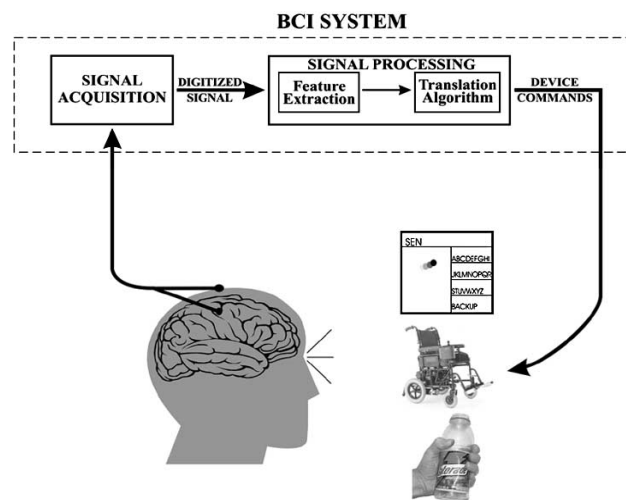 BCI SYSTEM
SIGNAL
ACQUISITION
DIGITIZED
SIGNAL
SIGNAL PROCESSING
Feature
Extraction
Translation
Algorithm
DEVICE
COMMANDS
SEN
ABCDEFGHI
JKLMNOPQR
STUVWXYZ
BACKUP